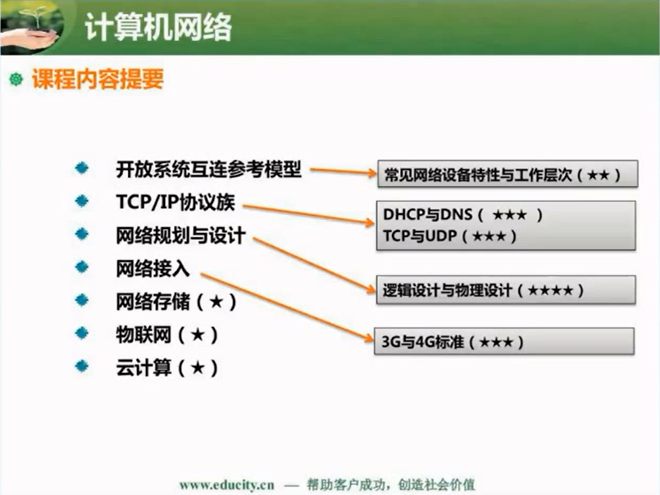 计算机网络
课程内容提要
开放系统互连参考模型
常见网络设备特性与工作层次（★★）
TCP/IP协议族
DHCP与DNS（ ★★★ ）
TCP与UDP（★★★）
网络规划与设计
逻辑设计与物理设计（★★★★）
网络接入
3G与4G标准（★★★）
网络存储（★）
物联网（★）
云计算（★）
www.educity.cn — 帮助客户成功，创造社会价值